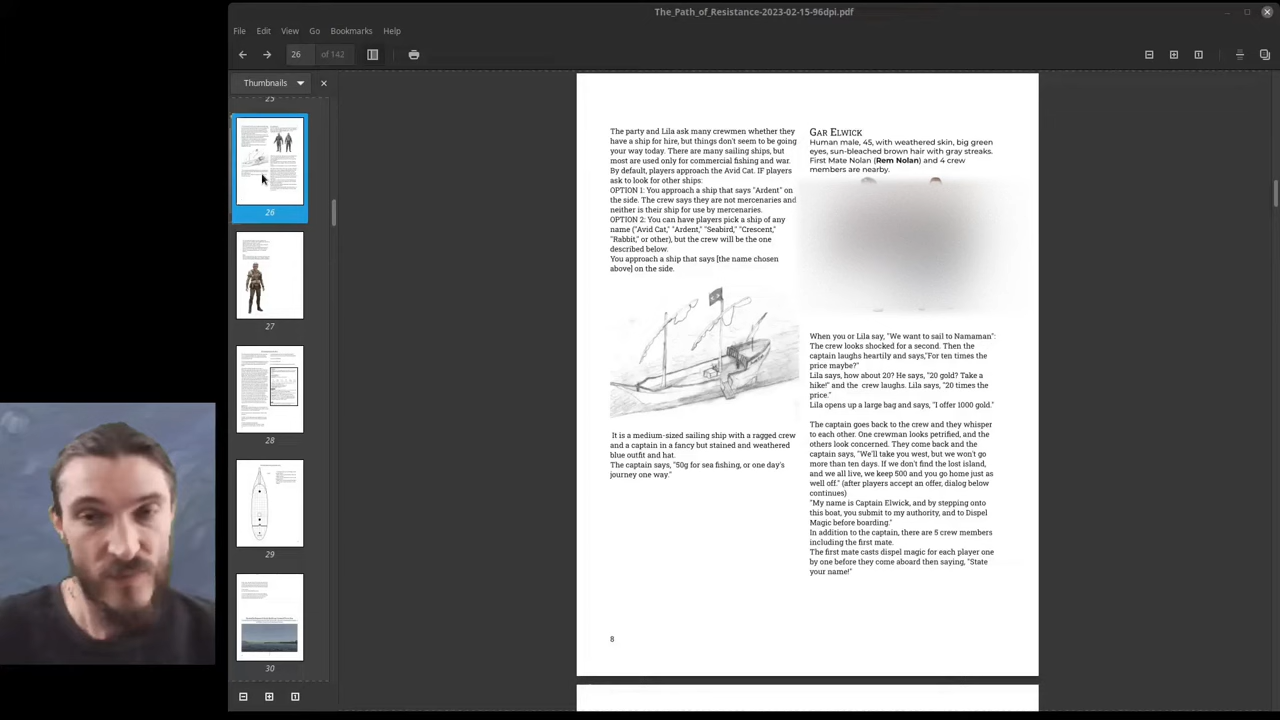 The_Path_of_Resistance-2023-02-15-96dpi.pdf
File Edit View Go Bookmarks Help
26 of 142
Thumbnails
25
26
27
28
29
30
The party and Lila ask many crewmen whether they
have a ship for hire, but things don't seem to be going
your way today. There are many sailing ships, but
most are used only for commercial fishing and war.
By default, players approach the Avid Cat. IF players
ask to look for other ships:
OPTION 1: You approach a ship that says "Ardent" on
the side. The crew says they are not mercenaries and
neither is their ship for use by mercenaries.
OPTION 2: You can have players pick a ship of any
name ("Avid Cat," "Ardent," "Seabird," "Crescent,"
"Rabbit," or other), but the crew will be the one
described below.
You approach a ship that says [the name chosen
above] on the side.
It is a medium-sized sailing ship with a ragged crew
and a captain in a fancy but stained and weathered
blue outfit and hat.
The captain says, "50g for sea fishing, or one day's
journey one way."
8
Gar Elwick
Human male, 45, with weathered skin, big green
eyes, sun-bleached brown hair with gray streaks.
First Mate Nolan (Rem Nolan) and 4 crew
members are nearby.
When you or Lila say, "We want to sail to Namaman":
The crew looks shocked for a second. Then the
captain laughs heartily and says,"For ten times the
price maybe?"
Lila says, how about 20? He says, "20 gold? Take a
hike!" and the crew laughs. Lila says, "20 times the
price."
Lila opens up a large bag and says, "I offer 1000 gold."
The captain goes back to the crew and they whisper
to each other. One crewman looks petrified, and the
others look concerned. They come back and the
captain says, "We'll take you west, but we won't go
more than ten days. If we don't find the lost island,
and we all live, we keep 500 and you go home just as
well off." (after players accept an offer, dialog below
continues)
"My name is Captain Elwick, and by stepping onto
this boat, you submit to my authority, and to Dispel
Magic before boarding."
In addition to the captain, there are 5 crew members
including the first mate.
The first mate casts dispel magic for each player one
by one before they come aboard then saying, "State
your name!"